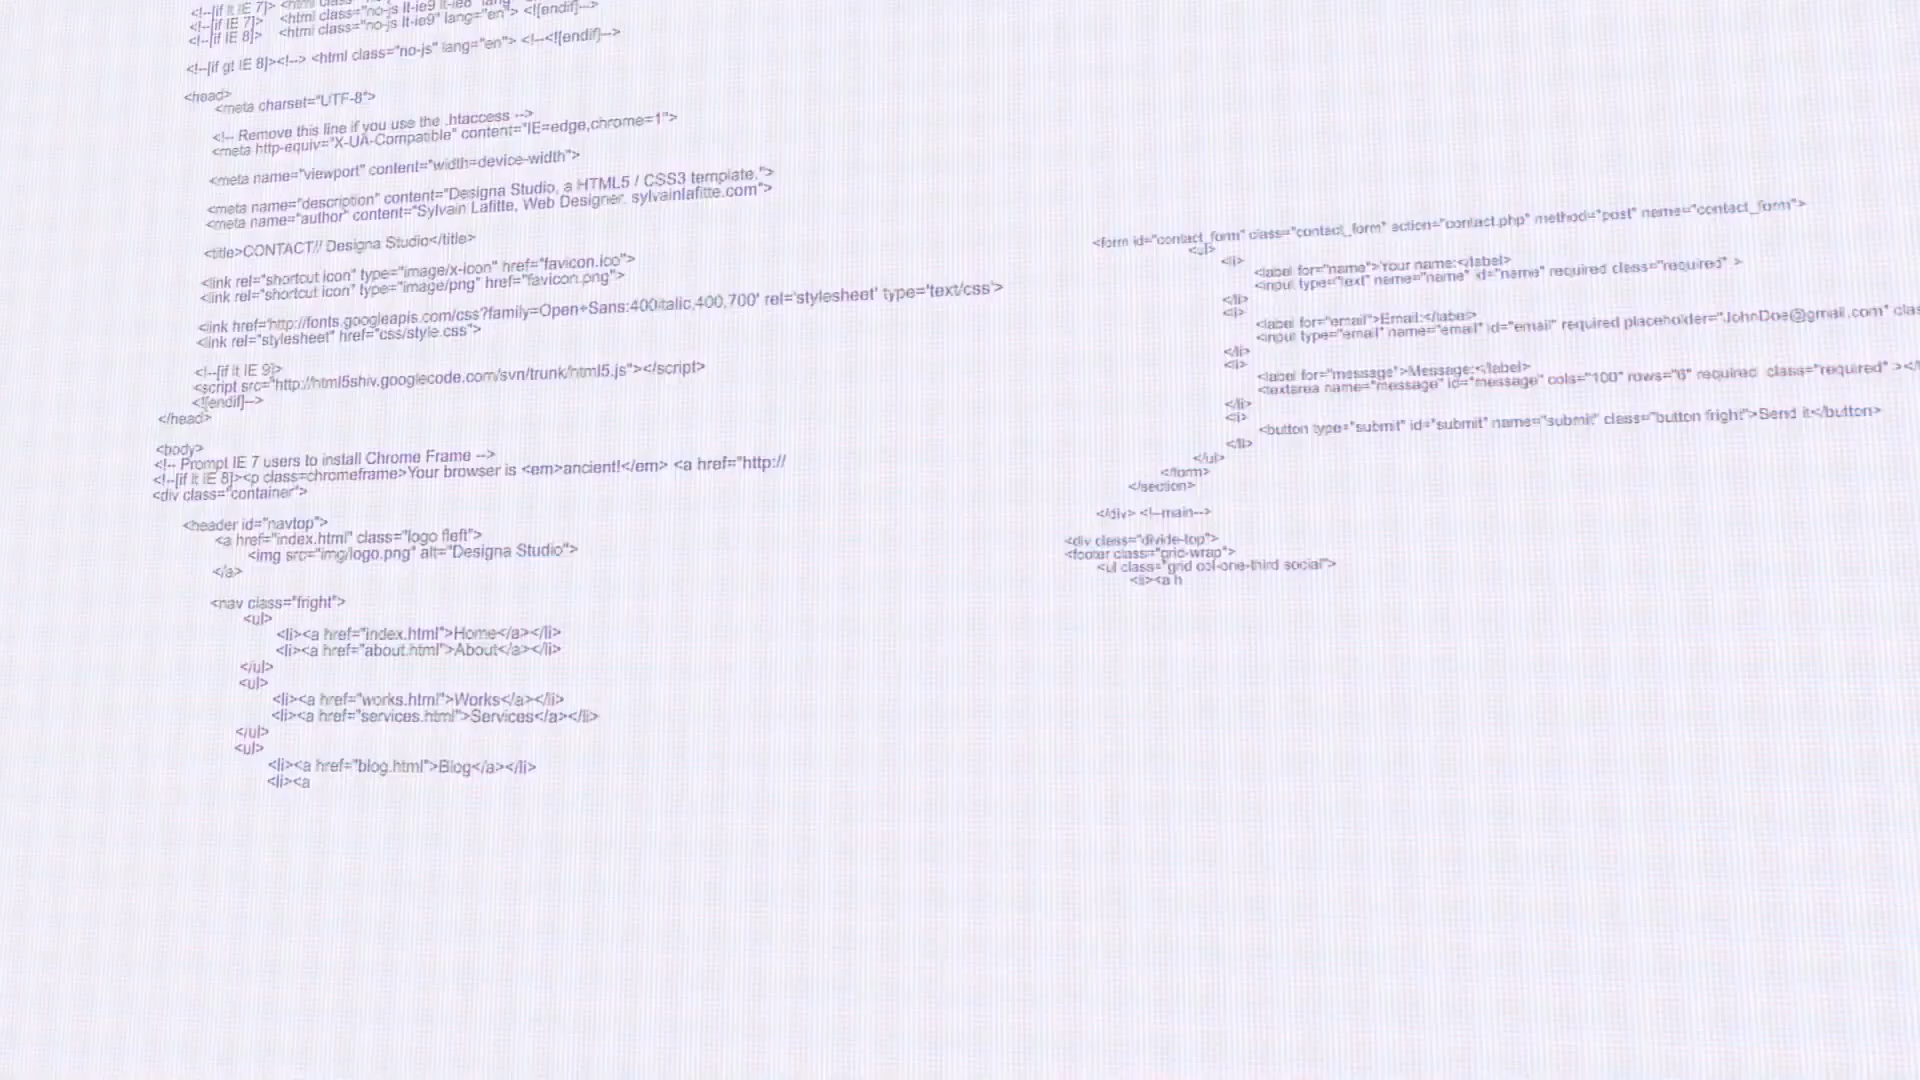 <!--[if lt IE 7]> <html class=
<!--[if IE 7]> <html class="no-js lt-ie9 lt-ie8" lang=
<!--[if IE 8]> <html class="no-js lt-ie9" lang="en"> <![endif]-->
<!--[if gt IE 8]><!--> <html class="no-js" lang="en"> <!--<![endif]-->
<head>
<meta charset="UTF-8">
<!-- Remove this line if you use the .htaccess -->
<meta http-equiv="X-UA-Compatible" content="IE=edge,chrome=1">
<meta name="viewport" content="width=device-width">
<meta name="description" content="Designa Studio, a HTML5 / CSS3 template.">
<meta name="author" content="Sylvain Lafitte, Web Designer, sylvainlafitte.com">
<title>CONTACT// Designa Studio</title>
<link rel="shortcut icon" type="image/x-icon" href="favicon.ico">
<link rel="shortcut icon" type="image/png" href="favicon.png">
<link href='http://fonts.googleapis.com/css?family=Open+Sans:400italic,400,700' rel='stylesheet' type='text/css'>
<link rel="stylesheet" href="css/style.css">
<!--[if lt IE 9]>
<script src="http://html5shiv.googlecode.com/svn/trunk/html5.js"></script>
<![endif]-->
</head>
<body>
<!-- Prompt IE 7 users to install Chrome Frame -->
<!--[if lt IE 8]><p class=chromeframe>Your browser is <em>ancient!</em> <a href="http://
<div class="container">
<header id="navtop">
<a href="index.html" class="logo fleft">
<img src="img/logo.png" alt="Designa Studio">
</a>
<nav class="fright">
<ul>
<li><a href="index.html">Home</a></li>
<li><a href="about.html">About</a></li>
</ul>
<ul>
<li><a href="works.html">Works</a></li>
<li><a href="services.html">Services</a></li>
</ul>
<ul>
<li><a href="blog.html">Blog</a></li>
<li><a
<form id="contact_form" class="contact_form" action="contact.php" method="post" name="contact_form">
<ul>
<li>
<label for="name">Your name:</label>
<input type="text" name="name" id="name" required class="required" >
</li>
<li>
<label for="email">Email:</label>
<input type="email" name="email" id="email" required placeholder="JohnDoe@gmail.com" clas
</li>
<li>
<label for="message">Message:</label>
<textarea name="message" id="message" cols="100" rows="6" required class="required" ></
</li>
<li>
<button type="submit" id="submit" name="submit" class="button fright">Send it</button>
</li>
</ul>
</form>
</section>
</div> <!--main-->
<div class="divide-top">
<footer class="grid-wrap">
<ul class="grid col-one-third social">
<li><a h